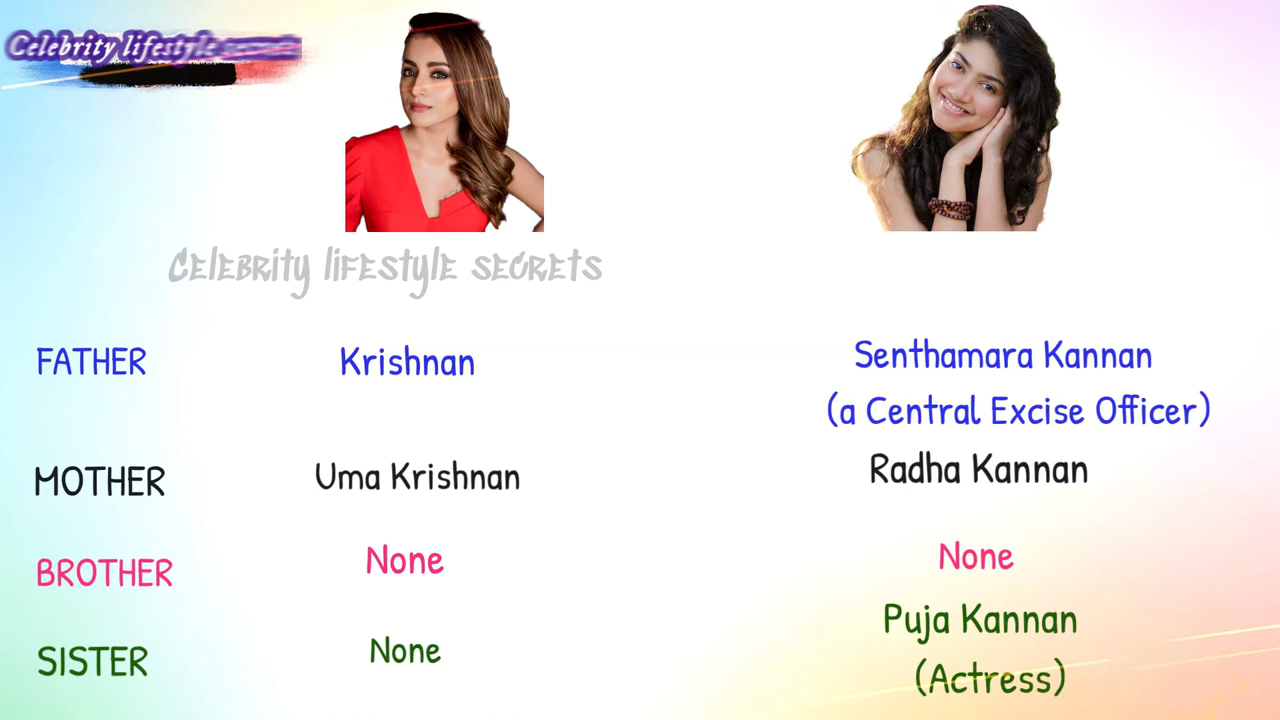 Celebrity lifestyle secrets
Celebrity lifestyle secrets
FATHER Krishnan Senthamara Kannan
(a Central Excise Officer)
MOTHER Uma Krishnan Radha Kannan
BROTHER None None
SISTER None Puja Kannan
(Actress)